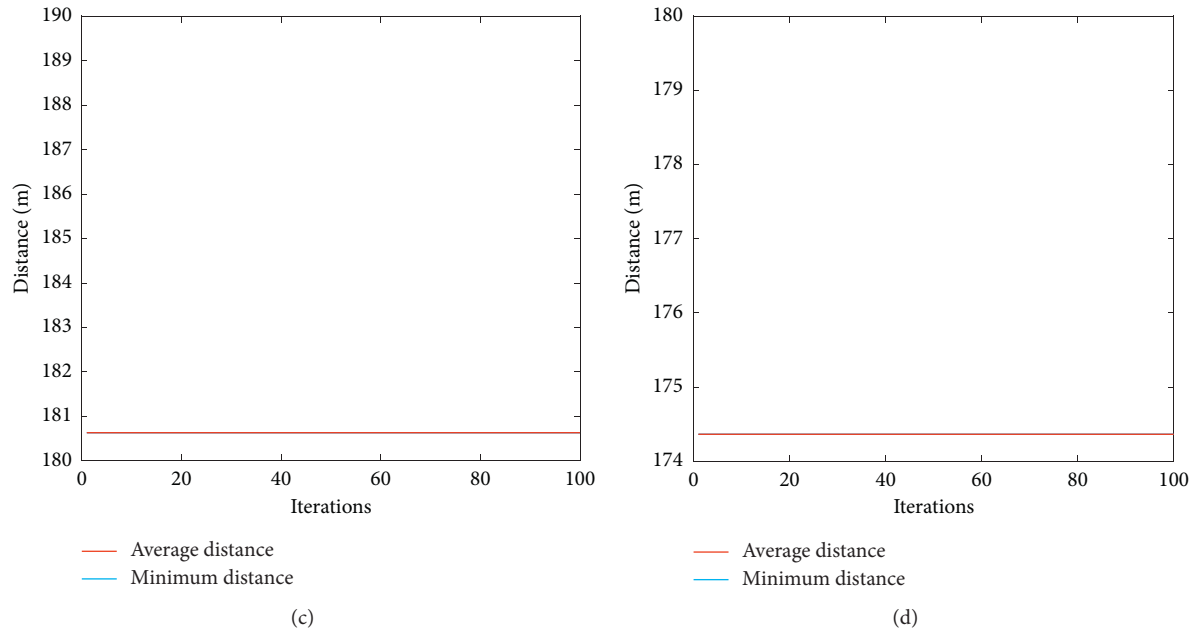 190
189
188
187
186
185
184
183
182
181
180
Distance (m)
0 20 40 60 80 100
Iterations
Average distance
Minimum distance
(c)
180
179
178
177
176
175
174
Distance (m)
0 20 40 60 80 100
Iterations
Average distance
Minimum distance
(d)